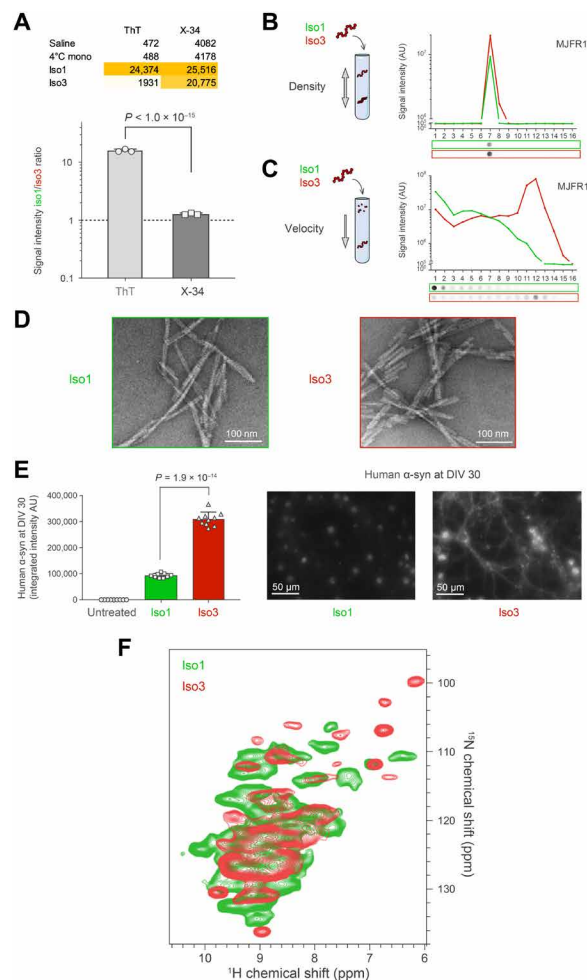 A
ThT X-34
Saline 472 4082
4°C mono 488 4178
Iso1 24,374 25,516
Iso3 1931 20,775
P < 1.0 × 10⁻¹⁵
Signal intensity iso1/iso3 ratio
10
1
0.1
ThT X-34
B
Iso1
Iso3
Density
MJFR1
Signal intensity (AU)
1 2 3 4 5 6 7 8 9 10 11 12 13 14 15 16
C
Iso1
Iso3
Velocity
MJFR1
Signal intensity (AU)
1 2 3 4 5 6 7 8 9 10 11 12 13 14 15 16
D
Iso1
100 nm
Iso3
100 nm
E
P = 1.9 × 10⁻¹⁴
Human α-syn at DIV 30
(integrated intensity AU)
400,000
300,000
200,000
100,000
0
Untreated Iso1 Iso3
Human α-syn at DIV 30
50 µm
50 µm
Iso1 Iso3
F
Iso1
Iso3
100
110
120
130
¹⁵N chemical shift (ppm)
10 9 8 7 6
¹H chemical shift (ppm)